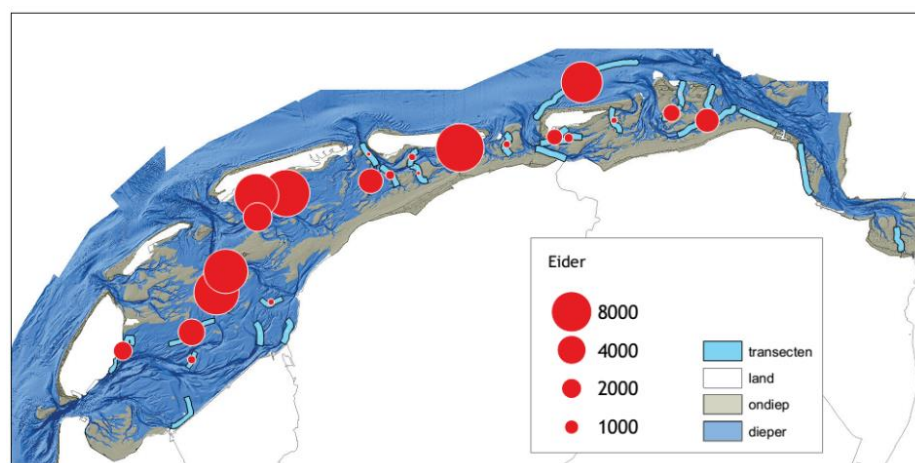 Eider
8000
4000
2000
1000
transecten
land
ondiep
dieper